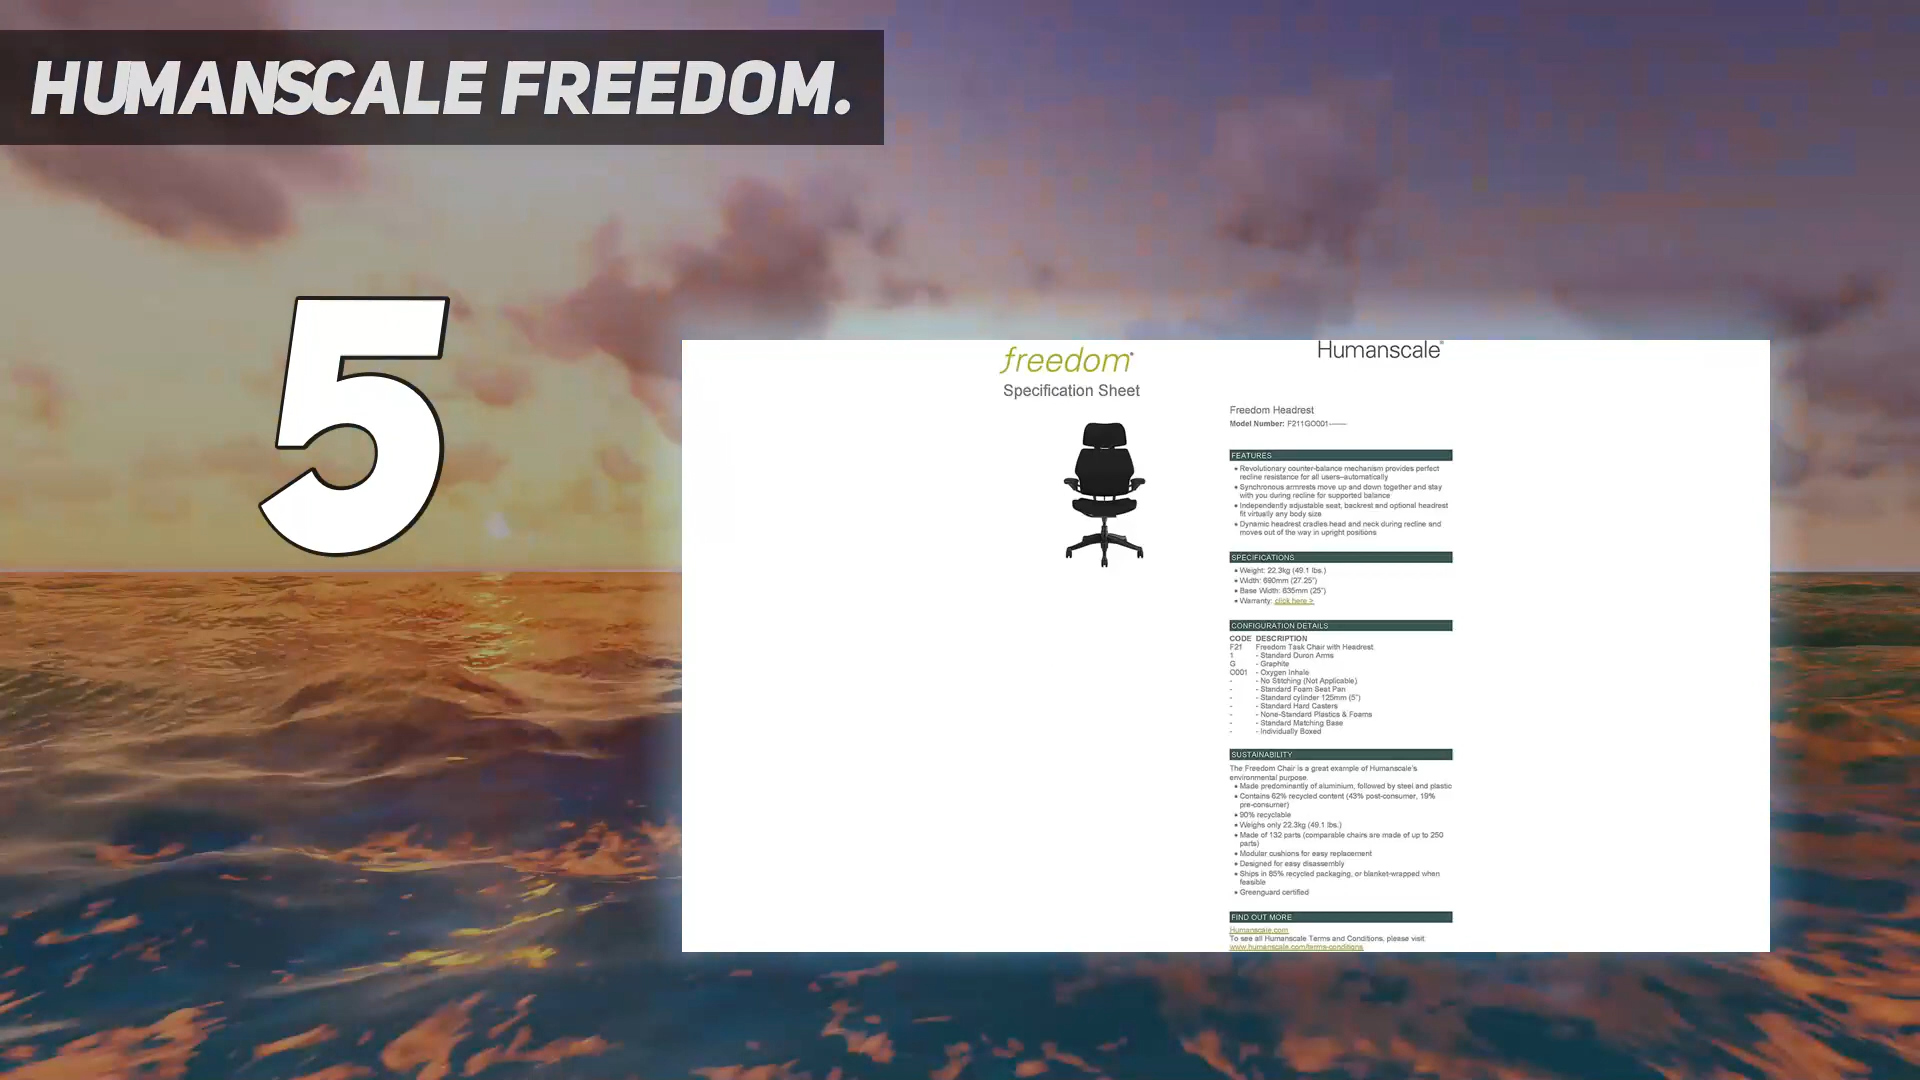 HUMANSCALE FREEDOM.
5
freedom®
Specification Sheet
Humanscale®
Freedom Headrest
Model Number: F211GO001-------
FEATURES
• Revolutionary counter-balance mechanism provides perfect
recline resistance for all users–automatically
• Synchronous armrests move up and down together and stay
with you during recline for supported balance
• Independently adjustable seat, backrest and optional headrest
fit virtually any body size
• Dynamic headrest cradles head and neck during recline and
moves out of the way in upright positions
SPECIFICATIONS
• Weight: 22.3kg (49.1 lbs.)
• Width: 690mm (27.25")
• Base Width: 635mm (25")
• Warranty: click here >
CONFIGURATION DETAILS
CODE DESCRIPTION
F21 Freedom Task Chair with Headrest
1 - Standard Duron Arms
G - Graphite
O001 - Oxygen Inhale
- - No Stitching (Not Applicable)
- - Standard Foam Seat Pan
- - Standard cylinder 125mm (5")
- - Standard Hard Casters
- - None-Standard Plastics & Foams
- - Standard Matching Base
- - Individually Boxed
SUSTAINABILITY
The Freedom Chair is a great example of Humanscale's
environmental purpose.
• Made predominantly of aluminium, followed by steel and plastic
• Contains 62% recycled content (43% post-consumer, 19%
pre-consumer)
• 90% recyclable
• Weighs only 22.3kg (49.1 lbs.)
• Made of 132 parts (comparable chairs are made of up to 250
parts)
• Modular cushions for easy replacement
• Designed for easy disassembly
• Ships in 85% recycled packaging, or blanket-wrapped when
feasible
• Greenguard certified
FIND OUT MORE
Humanscale.com
To see all Humanscale Terms and Conditions, please visit
www.humanscale.com/terms-conditions